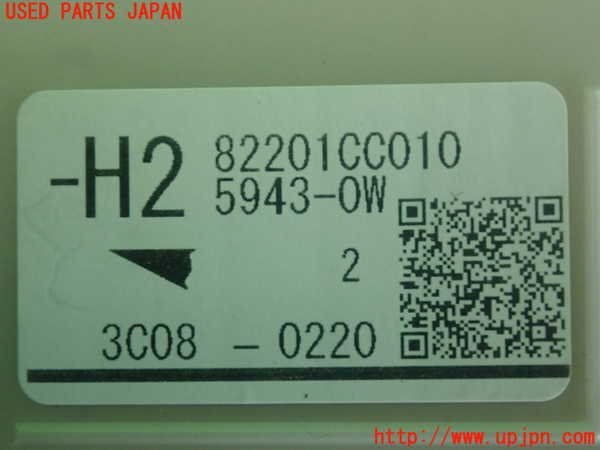 USED PARTS JAPAN
-H2
82201CC010
5943-0W
2
3C08 - 0220
http://www.upjpn.com/